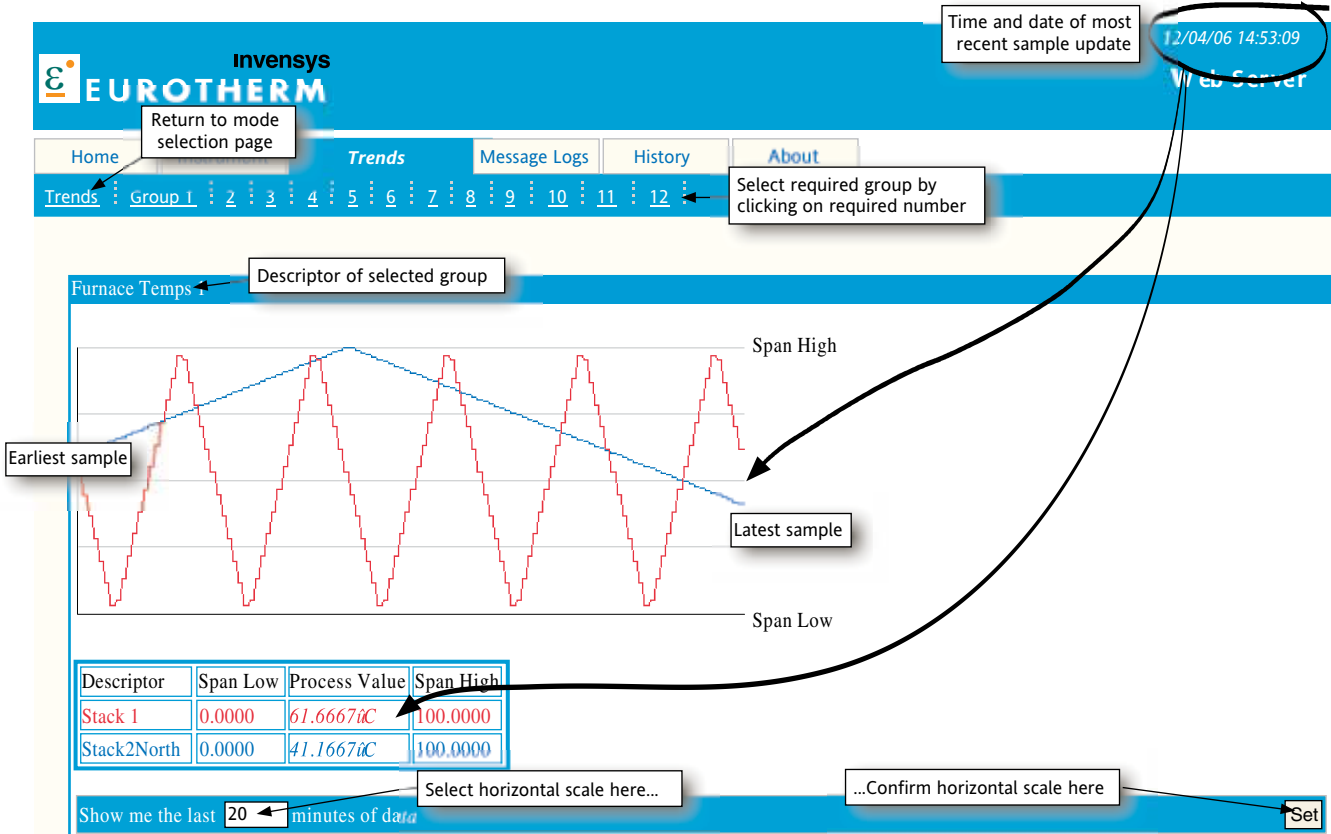 Time and date of most
recent sample update
12/04/06 14:53:09
invensys
EUROTHERM
Web Server
Return to mode
selection page
Home
Instrument
Trends
Message Logs
History
About
Trends Group 1 2 3 4 5 6 7 8 9 10 11 12
Select required group by
clicking on required number
Furnace Temps 1
Descriptor of selected group
Span High
Earliest sample
Latest sample
Span Low
Descriptor Span Low Process Value Span High
Stack 1 0.0000 61.6667ûC 100.0000
Stack2North 0.0000 41.1667ûC 100.0000
Select horizontal scale here...
...Confirm horizontal scale here
Show me the last 20 minutes of data
Set